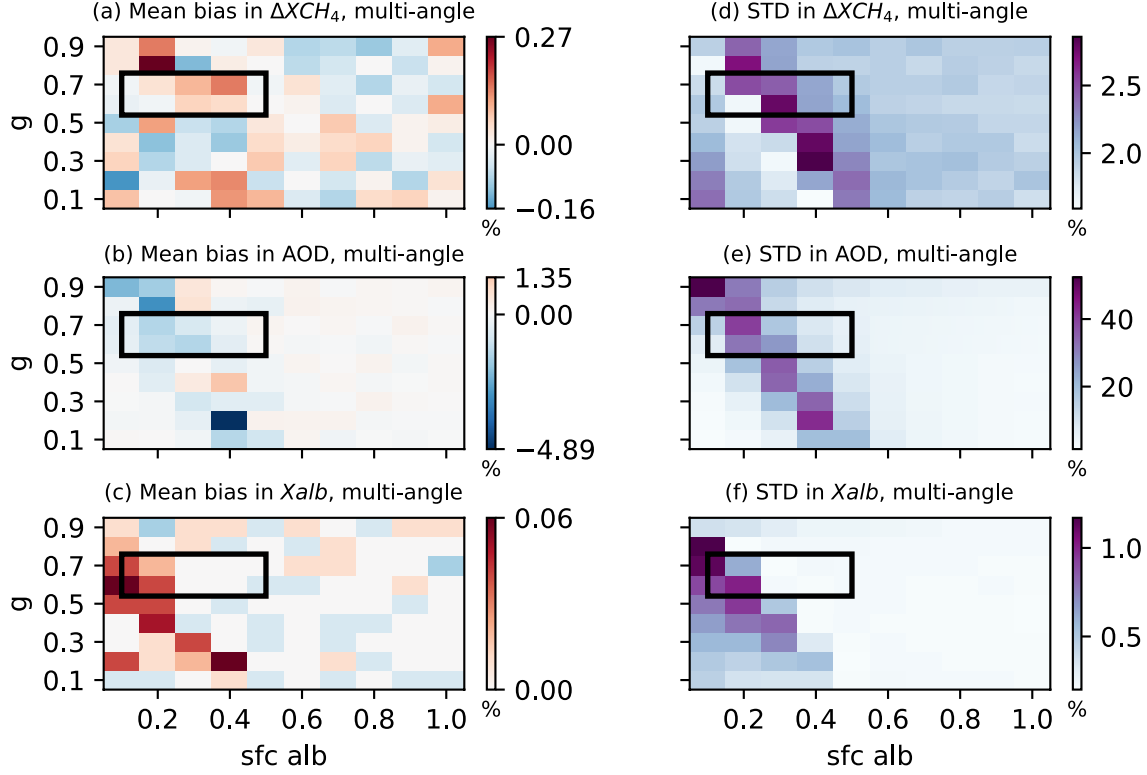 (a) Mean bias in ΔXCH₄, multi-angle
0.9
0.7
0.5
0.3
0.1
g
0.27
0.00
−0.16
%
(d) STD in ΔXCH₄, multi-angle
2.5
2.0
%
(b) Mean bias in AOD, multi-angle
0.9
0.7
0.5
0.3
0.1
g
1.35
0.00
−4.89
%
(e) STD in AOD, multi-angle
40
20
%
(c) Mean bias in Xalb, multi-angle
0.9
0.7
0.5
0.3
0.1
g
0.2 0.4 0.6 0.8 1.0
sfc alb
0.06
0.00
%
(f) STD in Xalb, multi-angle
0.2 0.4 0.6 0.8 1.0
sfc alb
1.0
0.5
%